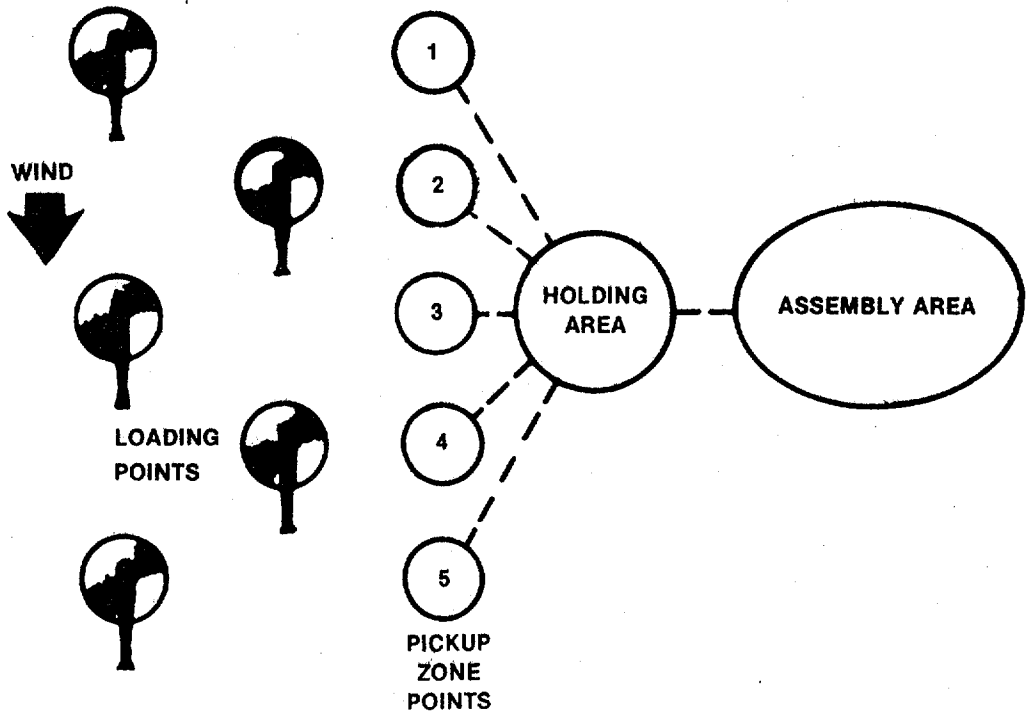 WIND
LOADING
POINTS
1
2
3
4
5
PICKUP
ZONE
POINTS
HOLDING
AREA
ASSEMBLY AREA